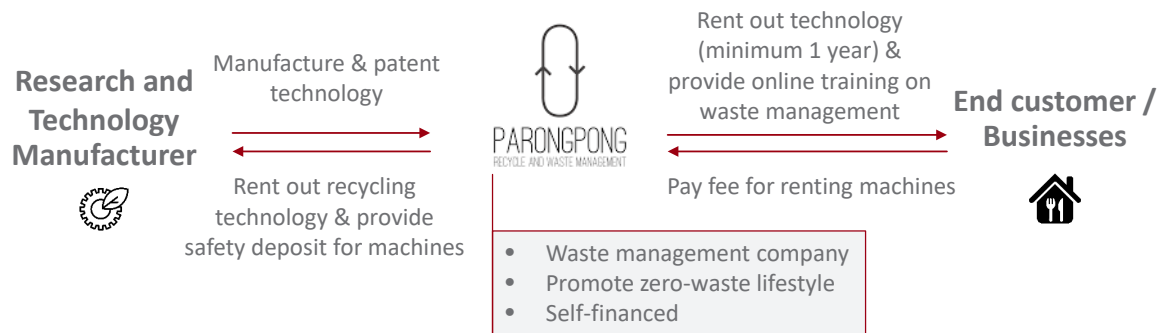 Research and
Technology
Manufacturer
Manufacture & patent
technology
Rent out recycling
technology & provide
safety deposit for machines
PARONGPONG
RECYCLE AND WASTE MANAGEMENT
Rent out technology
(minimum 1 year) &
provide online training on
waste management
Pay fee for renting machines
End customer /
Businesses
• Waste management company
• Promote zero-waste lifestyle
• Self-financed